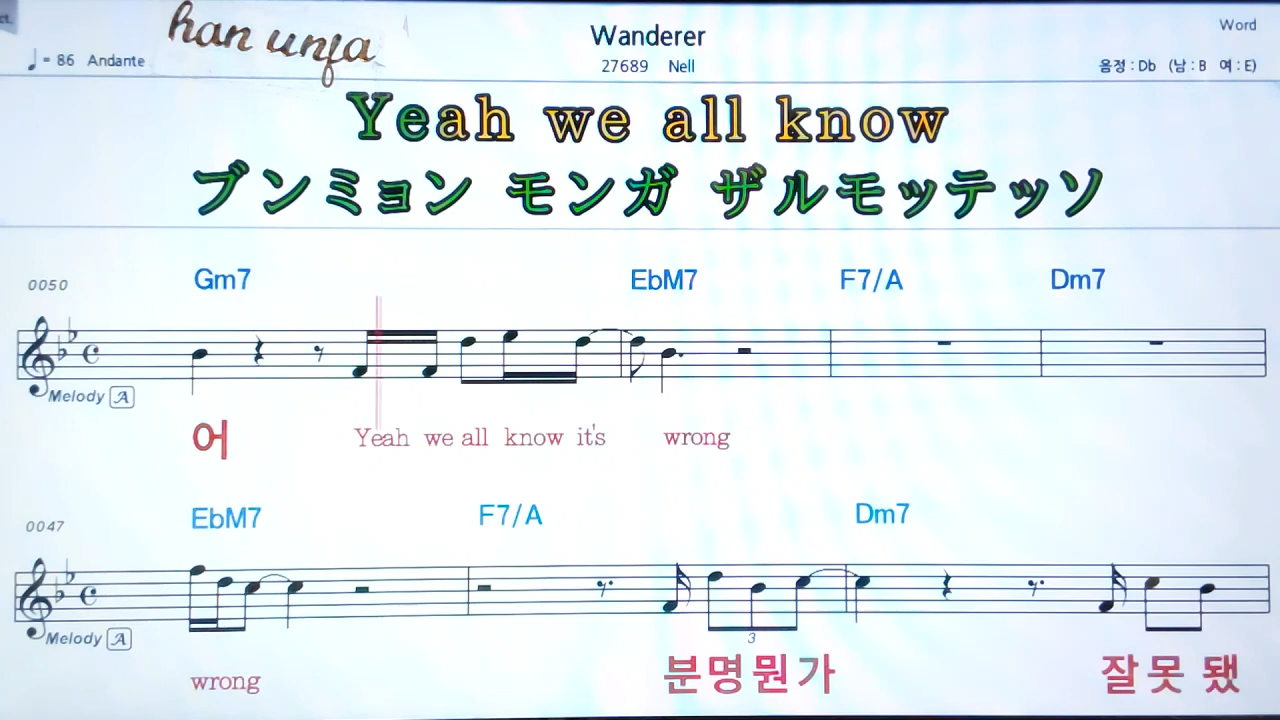 ct.
han unja
Wanderer
Word
♩ = 86 Andante
27689 Nell
음정 : Db (남 : B 여 : E)
Yeah we all know
ブンミョン モンガ ザルモッテッソ
0050
Gm7 EbM7 F7/A Dm7
Melody A
어 Yeah we all know it's wrong
0047
EbM7 F7/A Dm7
Melody A
3
wrong 분명뭔가 잘못 됐